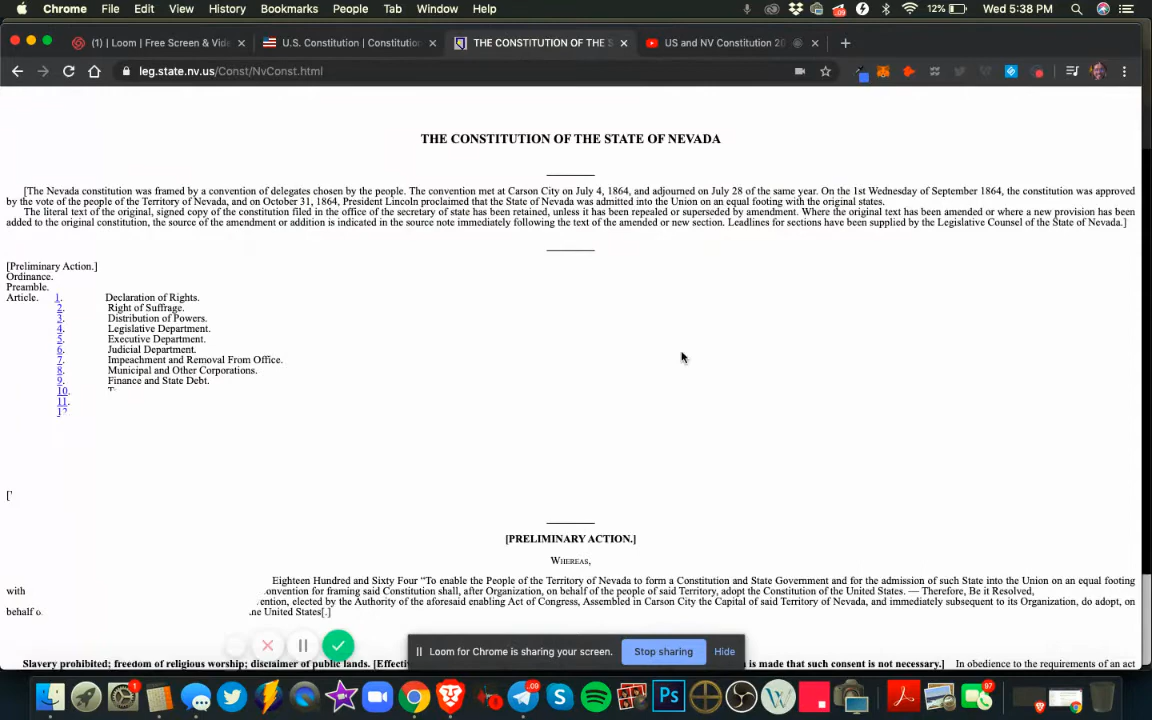 Chrome File Edit View History Bookmarks People Tab Window Help 12% Wed 5:38 PM
(1) | Loom | Free Screen & Vide U.S. Constitution | Constitutio THE CONSTITUTION OF THE S US and NV Constitution 20
leg.state.nv.us/Const/NvConst.html
THE CONSTITUTION OF THE STATE OF NEVADA
[The Nevada constitution was framed by a convention of delegates chosen by the people. The convention met at Carson City on July 4, 1864, and adjourned on July 28 of the same year. On the 1st Wednesday of September 1864, the constitution was approved
by the vote of the people of the Territory of Nevada, and on October 31, 1864, President Lincoln proclaimed that the State of Nevada was admitted into the Union on an equal footing with the original states.
The literal text of the original, signed copy of the constitution filed in the office of the secretary of state has been retained, unless it has been repealed or superseded by amendment. Where the original text has been amended or where a new provision has been
added to the original constitution, the source of the amendment or addition is indicated in the source note immediately following the text of the amended or new section. Leadlines for sections have been supplied by the Legislative Counsel of the State of Nevada.]
[Preliminary Action.]
Ordinance.
Preamble.
Article. 1. Declaration of Rights.
2. Right of Suffrage.
3. Distribution of Powers.
4. Legislative Department.
5. Executive Department.
6. Judicial Department.
7. Impeachment and Removal From Office.
8. Municipal and Other Corporations.
9. Finance and State Debt.
10.
11.
12
[PRELIMINARY ACTION.]
WHEREAS,
Eighteen Hundred and Sixty Four “To enable the People of the Territory of Nevada to form a Constitution and State Government and for the admission of such State into the Union on an equal footing
with onvention for framing said Constitution shall, after Organization, on behalf of the people of said Territory, adopt the Constitution of the United States. — Therefore, Be it Resolved,
ention, elected by the Authority of the aforesaid enabling Act of Congress, Assembled in Carson City the Capital of said Territory of Nevada, and immediately subsequent to its Organization, do adopt, on
behalf o ne United States[.]
Loom for Chrome is sharing your screen. Stop sharing Hide
Slavery prohibited; freedom of religious worship; disclaimer of public lands. [Effecti is made that such consent is not necessary.] In obedience to the requirements of an act